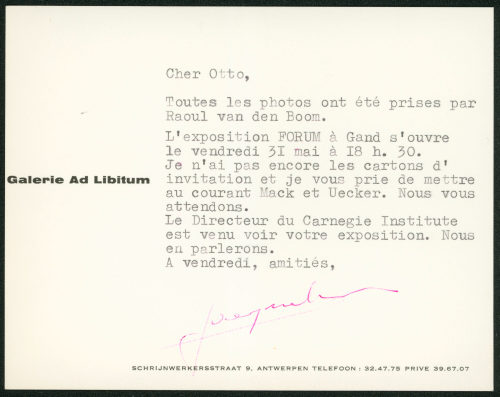 Cher Otto,
Toutes les photos ont été prises par
Raoul van den Boom.
L'exposition FORUM à Gand s'ouvre
le vendredi 3I mai à I8 h. 30.
Je n'ai pas encore les cartons d'
invitation et je vous prie de mettre
au courant Mack et Uecker. Nous vous
attendons.
Le Directeur du Carnegie Institute
est venu voir votre exposition. Nous
en parlerons.
A vendredi, amitiés,
Galerie Ad Libitum
SCHRIJNWERKERSSTRAAT 9, ANTWERPEN TELEFOON : 32.47.75 PRIVE 39.67.07